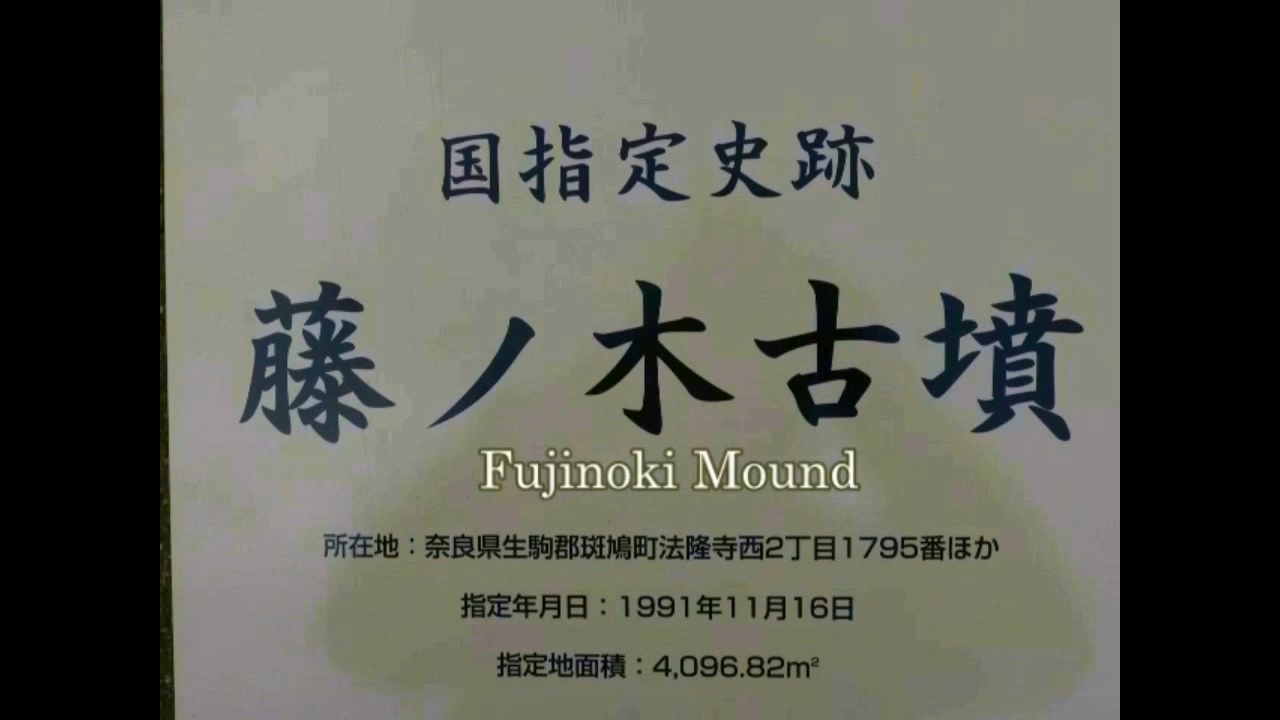 国指定史跡
藤ノ木古墳
Fujinoki Mound
所在地：奈良県生駒郡斑鳩町法隆寺西2丁目1795番ほか
指定年月日：1991年11月16日
指定地面積：4,096.82m²